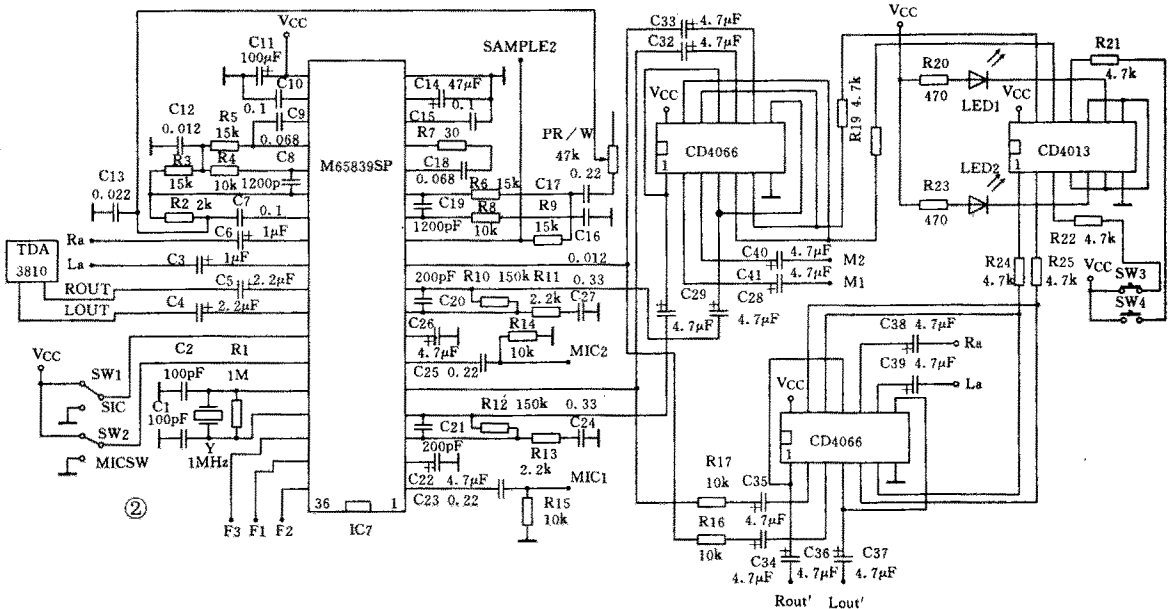 VCC
C11
100μF
C10
0.1
C9
0.068
C12
0.012
R5
15k
R3
15k
R4
10k
C8
1200p
C13
0.022
R2 2k
C7
0.1
C6
1μF
Ra
La
C3
1μF
TDA
3810
ROUT
LOUT
C5
2.2μF
C4
2.2μF
VCC
SW1
SIC
SW2
MICSW
C2
100pF
R1
1M
C1
100pF
Y
1MHz
②
F3 F1 F2
M65839SP
36
1
IC7
C14
47μF
C15
0.1
R7 30
C18
0.068
R6 15k
C17
0.22
C19
1200pF
R8
10k
R9
15k
C16
0.012
SAMPLE2
PR/W
47k
200pF
R10 150k
R11
2.2k
0.33
C20
C27
C26
4.7μF
R14
10k
C25 0.22
MIC2
R12 150k
0.33
C21
C24
200pF
R13
2.2k
C22 4.7μF
C23 0.22
MIC1
R15
10k
C33
4.7μF
C32
4.7μF
VCC
1
CD4066
C40
4.7μF
M2
C41
4.7μF
M1
C29
4.7μF
C28
4.7μF
R19 4.7k
VCC
R20
470
LED1
LED2
R23
470
VCC
1
CD4013
R21
4.7k
R22
4.7k
R24
4.7k
R25
4.7k
VCC
SW3
SW4
C38 4.7μF
Ra
C39 4.7μF
La
VCC
1
CD4066
R17
10k
C35
4.7μF
R16
10k
C34
4.7μF
C36
4.7μF
C37
4.7μF
Rout'
Lout'